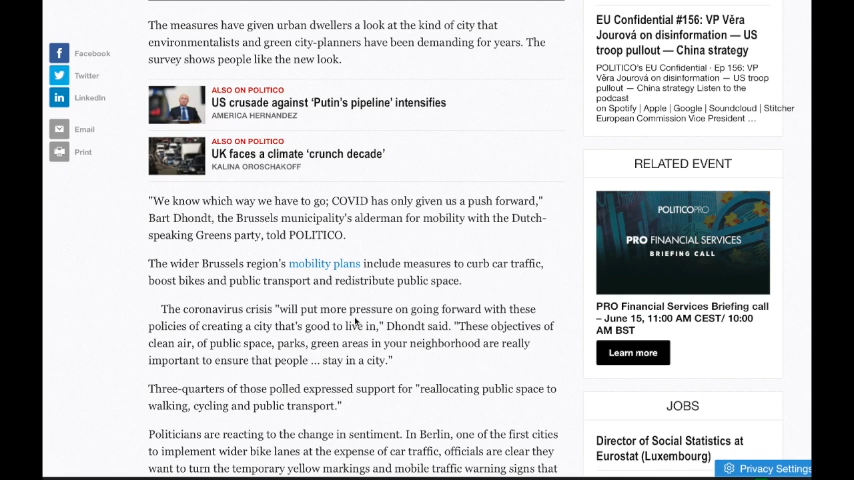 Facebook
Twitter
LinkedIn
Email
Print
The measures have given urban dwellers a look at the kind of city that
environmentalists and green city-planners have been demanding for years. The
survey shows people like the new look.
ALSO ON POLITICO
US crusade against ‘Putin’s pipeline’ intensifies
AMERICA HERNANDEZ
ALSO ON POLITICO
UK faces a climate ‘crunch decade’
KALINA OROSCHAKOFF
"We know which way we have to go; COVID has only given us a push forward,"
Bart Dhondt, the Brussels municipality's alderman for mobility with the Dutch-
speaking Greens party, told POLITICO.
The wider Brussels region's mobility plans include measures to curb car traffic,
boost bikes and public transport and redistribute public space.
The coronavirus crisis "will put more pressure on going forward with these
policies of creating a city that's good to live in," Dhondt said. "These objectives of
clean air, of public space, parks, green areas in your neighborhood are really
important to ensure that people ... stay in a city."
Three-quarters of those polled expressed support for "reallocating public space to
walking, cycling and public transport."
Politicians are reacting to the change in sentiment. In Berlin, one of the first cities
to implement wider bike lanes at the expense of car traffic, officials are clear they
want to turn the temporary yellow markings and mobile traffic warning signs that
EU Confidential #156: VP Věra
Jourová on disinformation — US
troop pullout — China strategy
POLITICO's EU Confidential · Ep 156: VP
Věra Jourová on disinformation — US troop
pullout — China strategy Listen to the
podcast
on Spotify | Apple | Google | Soundcloud | Stitcher
European Commission Vice President ...
RELATED EVENT
POLITICOPRO
PRO FINANCIAL SERVICES
BRIEFING CALL
PRO Financial Services Briefing call
– June 15, 11:00 AM CEST/ 10:00
AM BST
Learn more
JOBS
Director of Social Statistics at
Eurostat (Luxembourg)
Privacy Settings